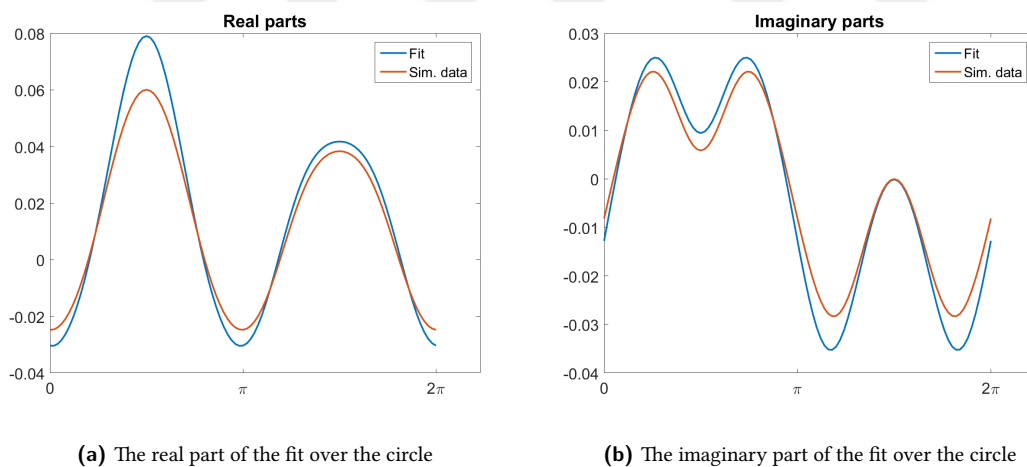 Real parts
0.08
0.06
0.04
0.02
0
-0.02
-0.04
0
π
2π
Fit
Sim. data
(a) The real part of the fit over the circle
Imaginary parts
0.03
0.02
0.01
0
-0.01
-0.02
-0.03
-0.04
0
π
2π
Fit
Sim. data
(b) The imaginary part of the fit over the circle